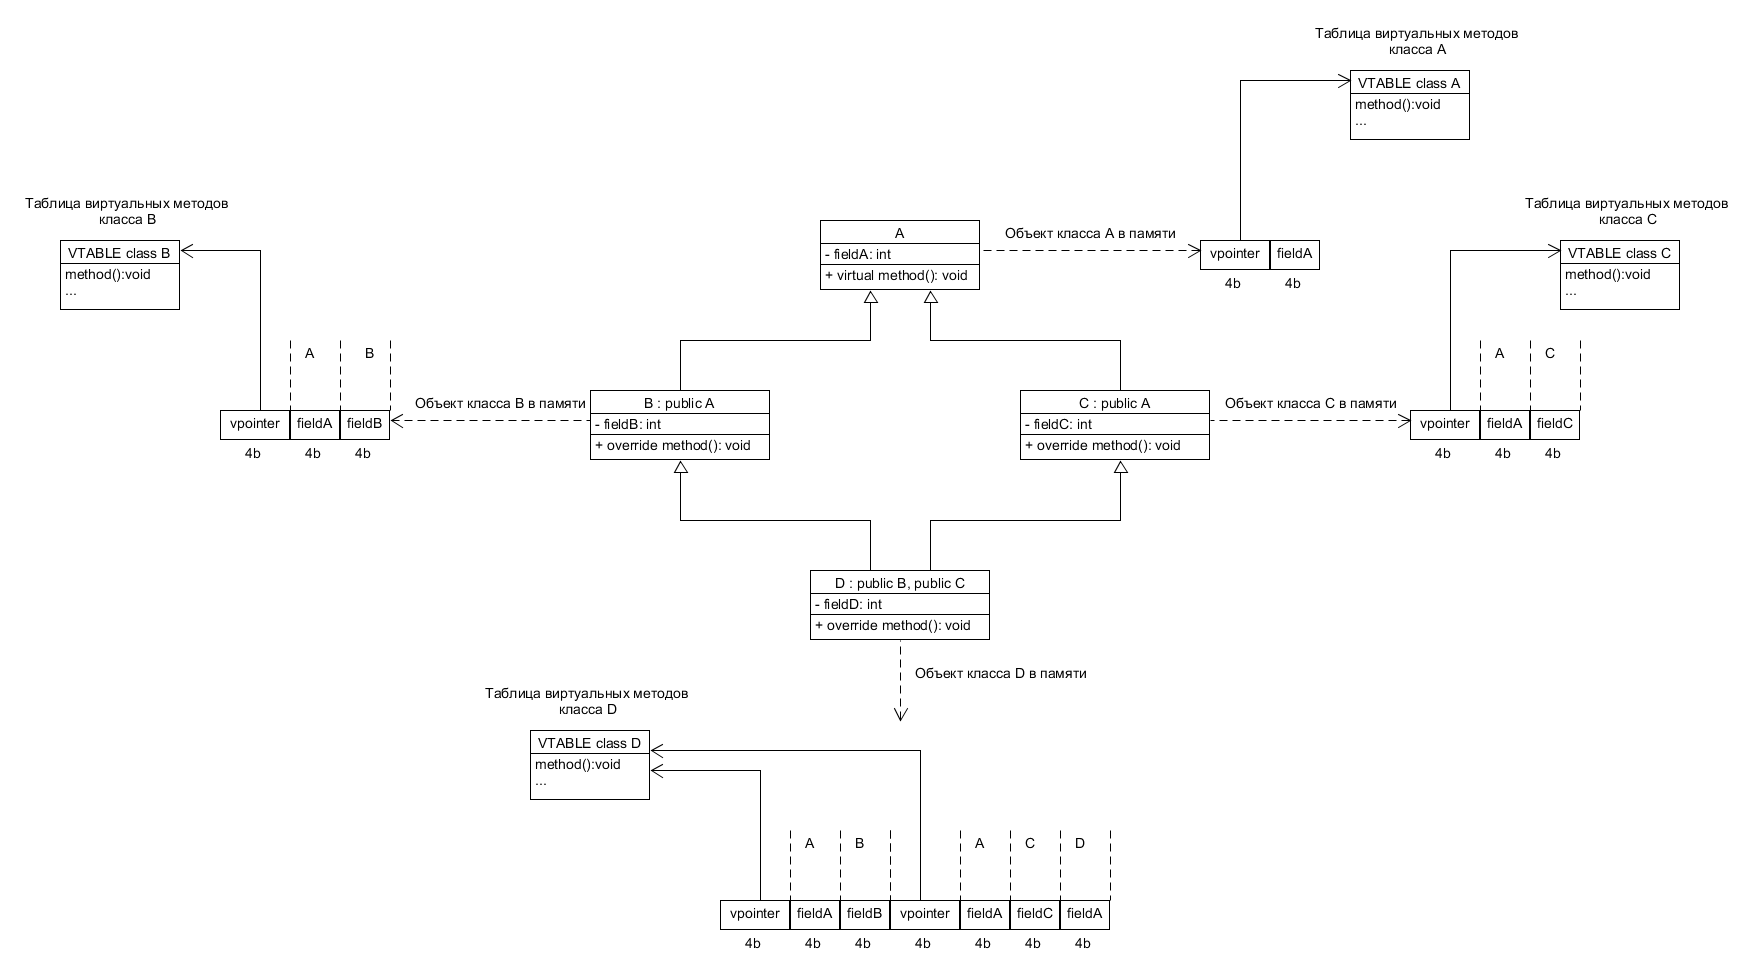 Таблица виртуальных методов
класса A
VTABLE class A
method():void
...
Таблица виртуальных методов
класса B
VTABLE class B
method():void
...
A
- fieldA: int
+ virtual method(): void
Объект класса A в памяти
vpointer fieldA
4b 4b
Таблица виртуальных методов
класса C
VTABLE class C
method():void
...
A B
vpointer fieldA fieldB
4b 4b 4b
Объект класса B в памяти
B : public A
- fieldB: int
+ override method(): void
C : public A
- fieldC: int
+ override method(): void
Объект класса C в памяти
A C
vpointer fieldA fieldC
4b 4b 4b
D : public B, public C
- fieldD: int
+ override method(): void
Объект класса D в памяти
Таблица виртуальных методов
класса D
VTABLE class D
method():void
...
A B A C D
vpointer fieldA fieldB vpointer fieldA fieldC fieldA
4b 4b 4b 4b 4b 4b 4b